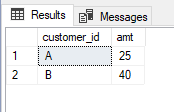 Results Messages
customer_id amt
1 A 25
2 B 40